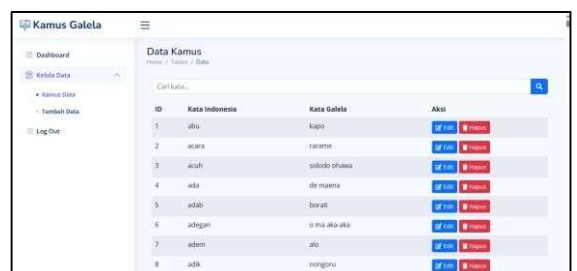 Kamus Galela
Dashboard
Kelola Data
Kamus Data
Tambah Data
Log Out
Data Kamus
Home / Tables / Data
Cari kata...
ID Kata Indonesia Kata Galela Aksi
1 abu kapo Edit Hapus
2 acara rarame Edit Hapus
3 acuh sidodo ohawa Edit Hapus
4 ada de maena Edit Hapus
5 adab borati Edit Hapus
6 adegan o ma aka-aka Edit Hapus
7 adem alo Edit Hapus
8 adik nongoru Edit Hapus